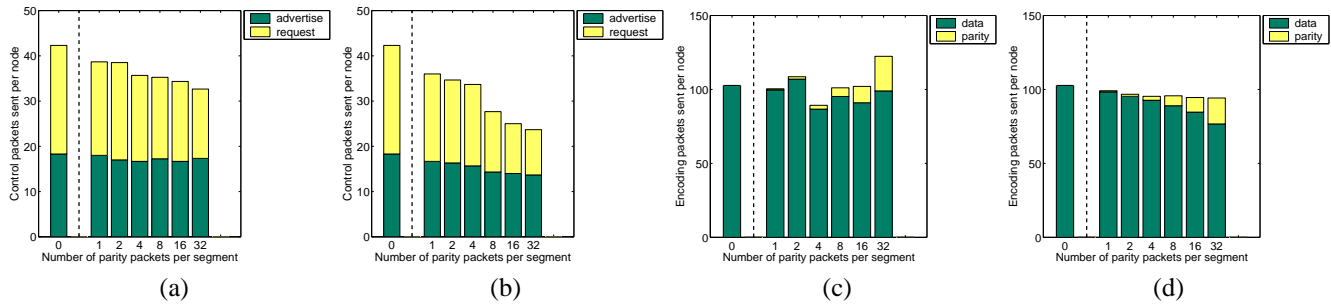 50
40
30
20
10
0
Control packets sent per node
advertise
request
0 1 2 4 8 16 32
Number of parity packets per segment
(a)
50
40
30
20
10
0
Control packets sent per node
advertise
request
0 1 2 4 8 16 32
Number of parity packets per segment
(b)
150
100
50
0
Encoding packets sent per node
data
parity
0 1 2 4 8 16 32
Number of parity packets per segment
(c)
150
100
50
0
Encoding packets sent per node
data
parity
0 1 2 4 8 16 32
Number of parity packets per segment
(d)